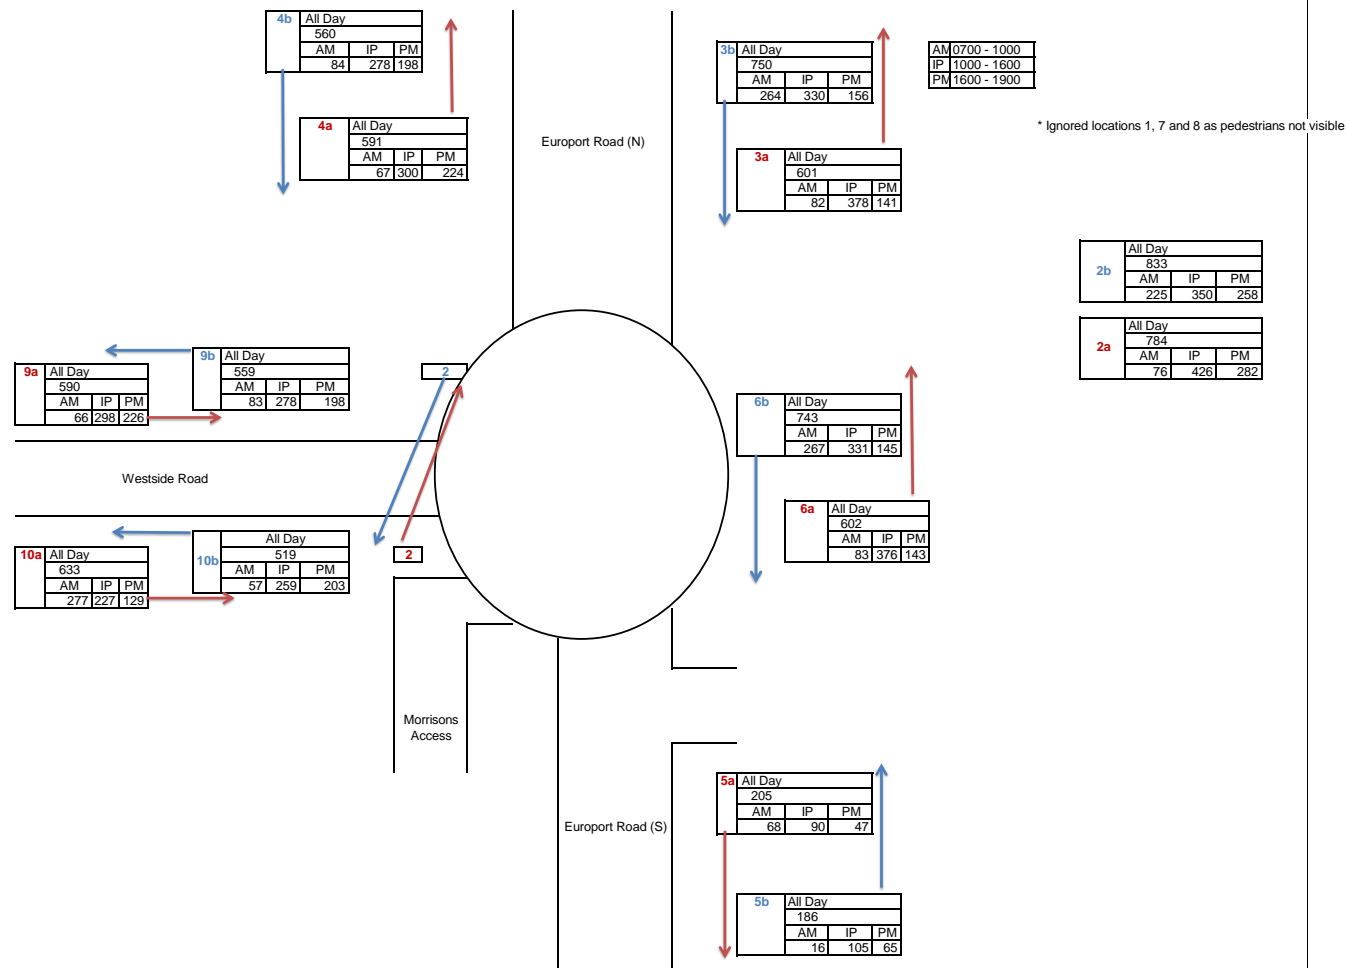 4b All Day
560
AM IP PM
84 278 198
4a All Day
591
AM IP PM
67 300 224
Europort Road (N)
3b All Day
750
AM IP PM
264 330 156
3a All Day
601
AM IP PM
82 378 141
AM 0700 - 1000
IP 1000 - 1600
PM 1600 - 1900
* Ignored locations 1, 7 and 8 as pedestrians not visible
2b All Day
833
AM IP PM
225 350 258
2a All Day
784
AM IP PM
76 426 282
9a All Day
590
AM IP PM
66 298 226
9b All Day
559
AM IP PM
83 278 198
2
6b All Day
743
AM IP PM
267 331 145
Westside Road
6a All Day
602
AM IP PM
83 376 143
10a All Day
633
AM IP PM
277 227 129
10b All Day
519
AM IP PM
57 259 203
2
Morrisons
Access
Europort Road (S)
5a All Day
205
AM IP PM
68 90 47
5b All Day
186
AM IP PM
16 105 65